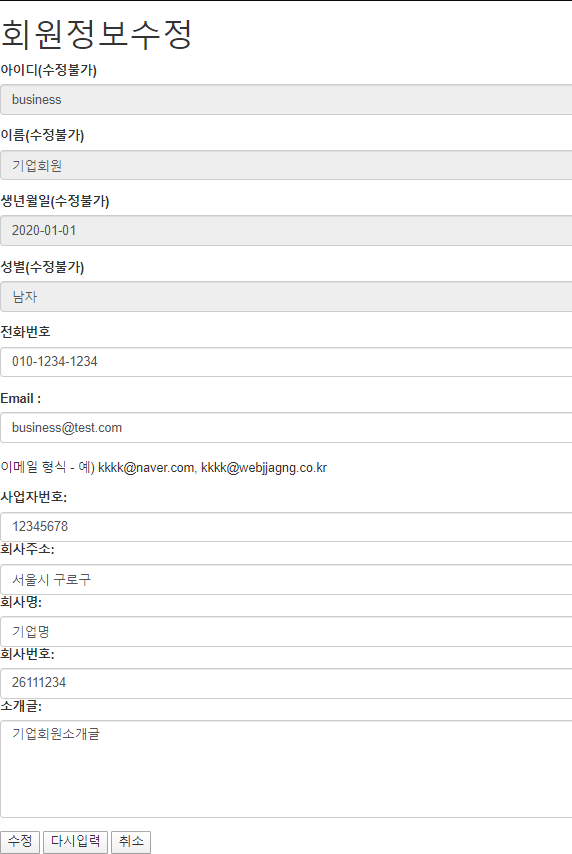 회원정보수정
아이디(수정불가)
business
이름(수정불가)
기업회원
생년월일(수정불가)
2020-01-01
성별(수정불가)
남자
전화번호
010-1234-1234
Email :
business@test.com
이메일 형식 - 예) kkkk@naver.com, kkkk@webjjagng.co.kr
사업자번호:
12345678
회사주소:
서울시 구로구
회사명:
기업명
회사번호:
26111234
소개글:
기업회원소개글
수정 다시입력 취소